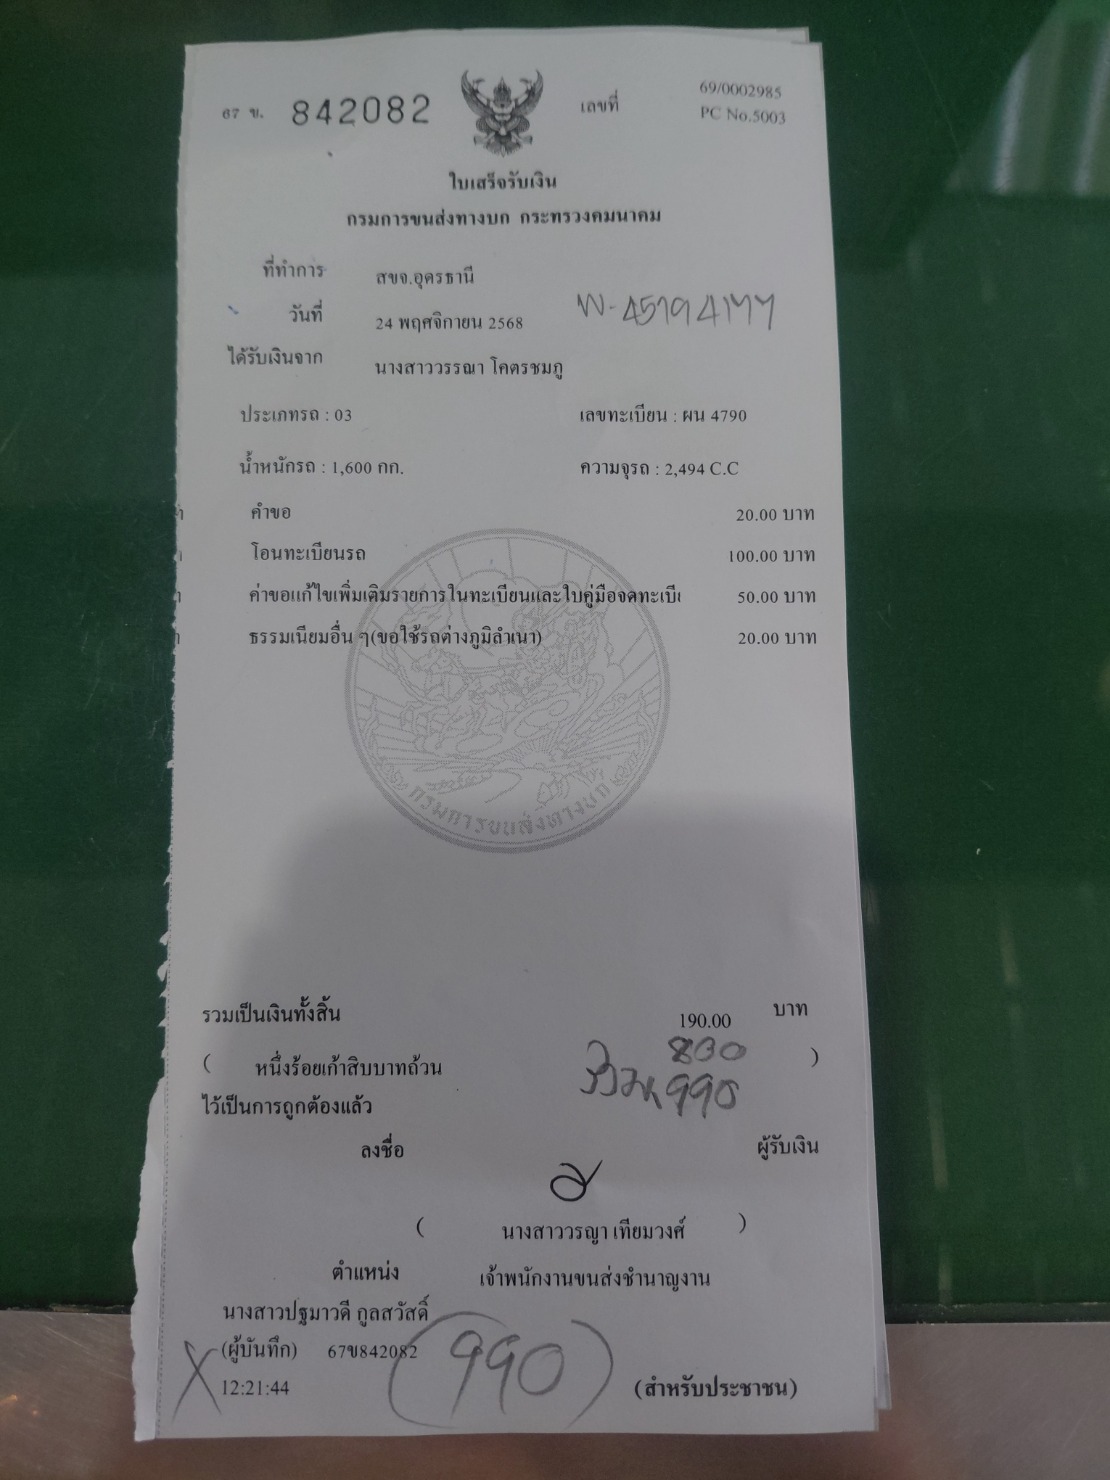 67 ข. 842082
เลขที่ 69/0002985
PC No.5003
ใบเสร็จรับเงิน
กรมการขนส่งทางบก กระทรวงคมนาคม
ที่ทำการ สขจ.อุดรธานี
วันที่ 24 พฤศจิกายน 2568
ได้รับเงินจาก นางสาววรรณา โคตรชมภู
ประเภทรถ : 03 เลขทะเบียน : ผน 4790
น้ำหนักรถ : 1,600 กก. ความจุรถ : 2,494 C.C
คำขอ 20.00 บาท
โอนทะเบียนรถ 100.00 บาท
ค่าขอแก้ไขเพิ่มเติมรายการในทะเบียนและใบคู่มือจดทะเบี 50.00 บาท
ธรรมเนียมอื่น ๆ(ขอใช้รถต่างภูมิลำเนา) 20.00 บาท
กรมการขนส่งทางบก
รวมเป็นเงินทั้งสิ้น 190.00 บาท
( หนึ่งร้อยเก้าสิบบาทถ้วน )
800
รวม 990
ไว้เป็นการถูกต้องแล้ว
ลงชื่อ ผู้รับเงิน
( นางสาววรญา เทียมวงศ์ )
ตำแหน่ง เจ้าพนักงานขนส่งชำนาญงาน
นางสาวปฐมาวดี กูลสวัสดิ์
(ผู้บันทึก) 67ข842082
(990)
12:21:44 (สำหรับประชาชน)